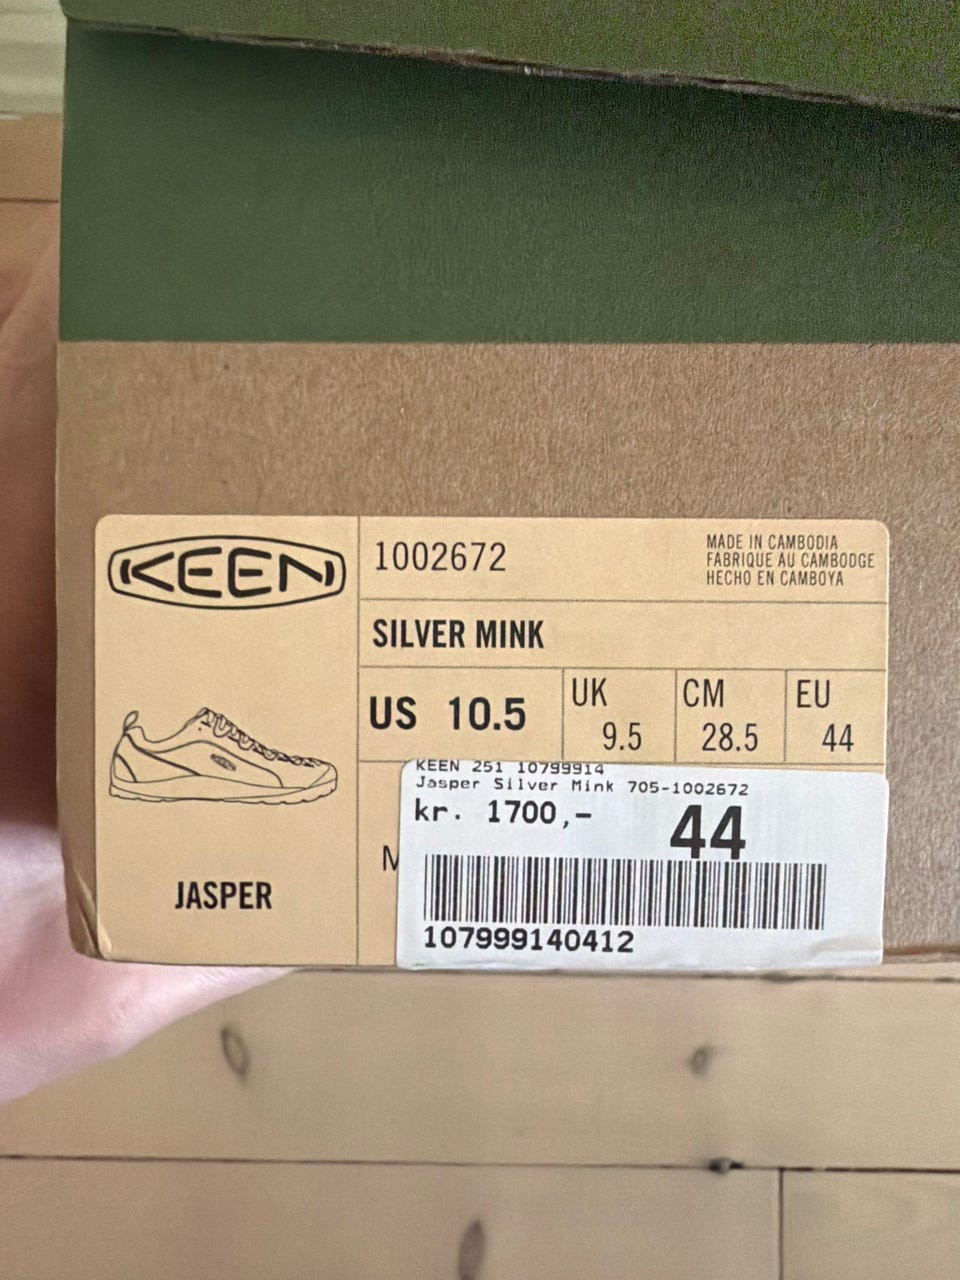 KEEN
1002672
MADE IN CAMBODIA
FABRIQUE AU CAMBODGE
HECHO EN CAMBOYA
SILVER MINK
US 10.5
UK 9.5
CM 28.5
EU 44
JASPER
KEEN 251 10799914
Jasper Silver Mink 705-1002672
kr. 1700,-
44
107999140412